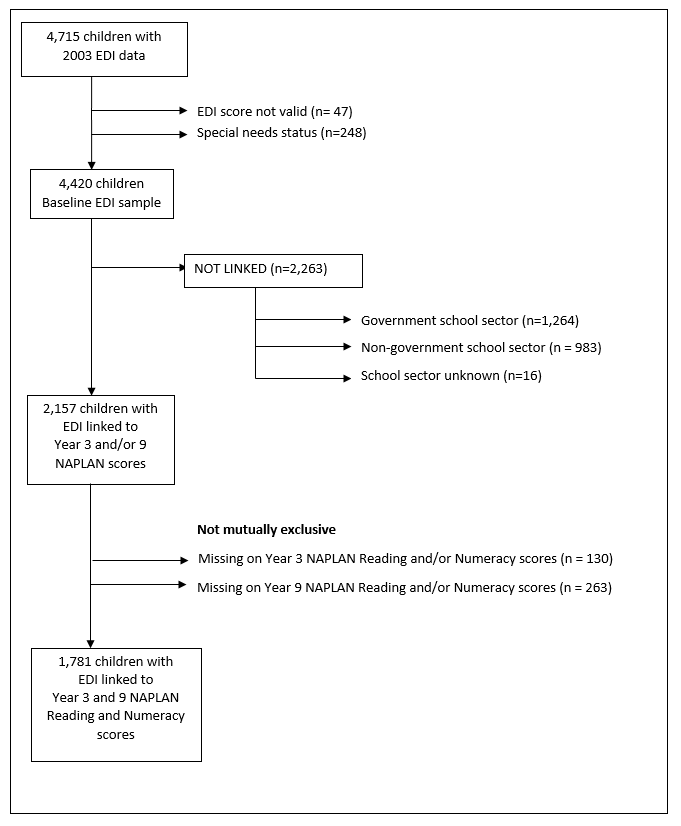 4,715 children with
2003 EDI data
EDI score not valid (n= 47)
Special needs status (n=248)
4,420 children
Baseline EDI sample
NOT LINKED (n=2,263)
Government school sector (n=1,264)
Non-government school sector (n = 983)
School sector unknown (n=16)
2,157 children with
EDI linked to
Year 3 and/or 9
NAPLAN scores
Not mutually exclusive
Missing on Year 3 NAPLAN Reading and/or Numeracy scores (n = 130)
Missing on Year 9 NAPLAN Reading and/or Numeracy scores (n = 263)
1,781 children with
EDI linked to
Year 3 and 9 NAPLAN
Reading and Numeracy
scores